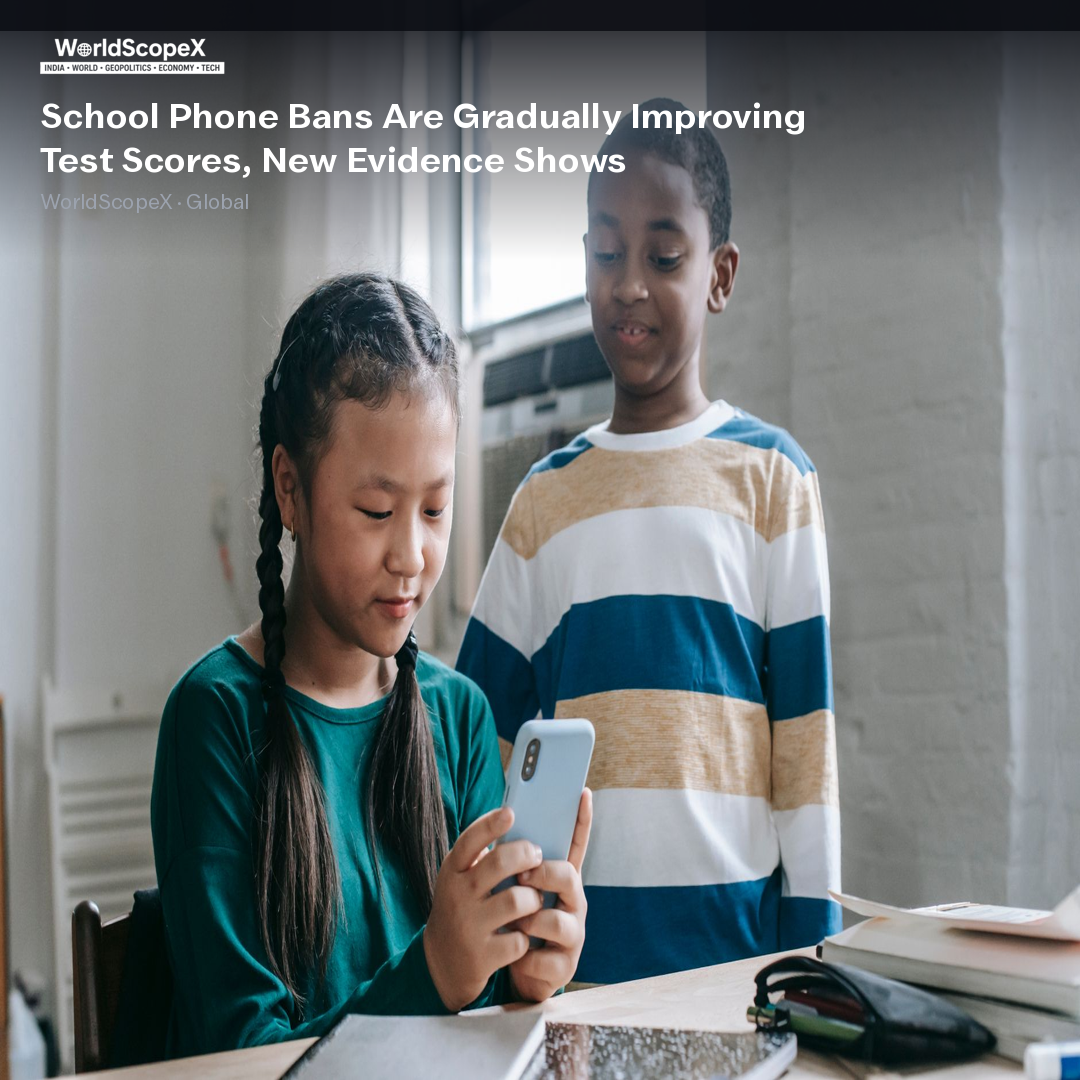 WorldScopeX
INDIA • WORLD • GEOPOLITICS • ECONOMY • TECH
School Phone Bans Are Gradually Improving
Test Scores, New Evidence Shows
WorldScopeX · Global